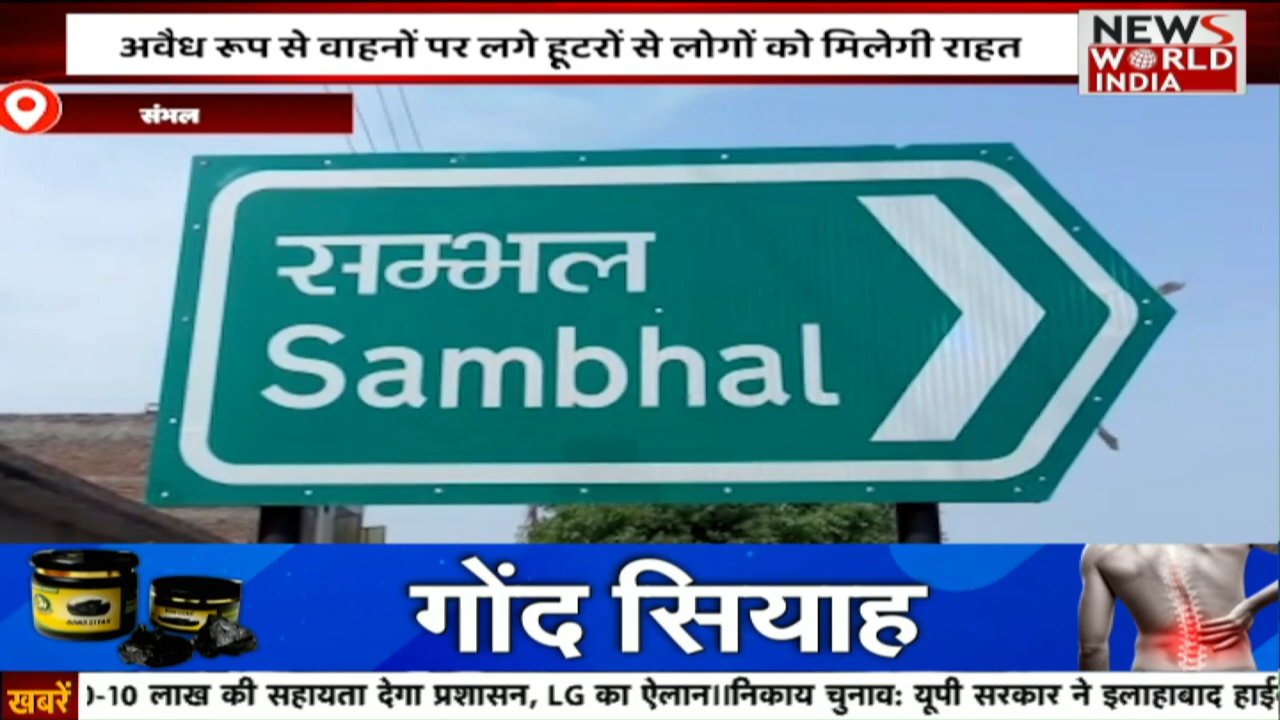 अवैध रूप से वाहनों पर लगे हूटरों से लोगों को मिलेगी राहत
NEWS
WORLD
INDIA
संभल
सम्भल
Sambhal
गोंद सियाह
खबरें
0-10 लाख की सहायता देगा प्रशासन, LG का ऐलान||निकाय चुनाव: यूपी सरकार ने इलाहाबाद हाई